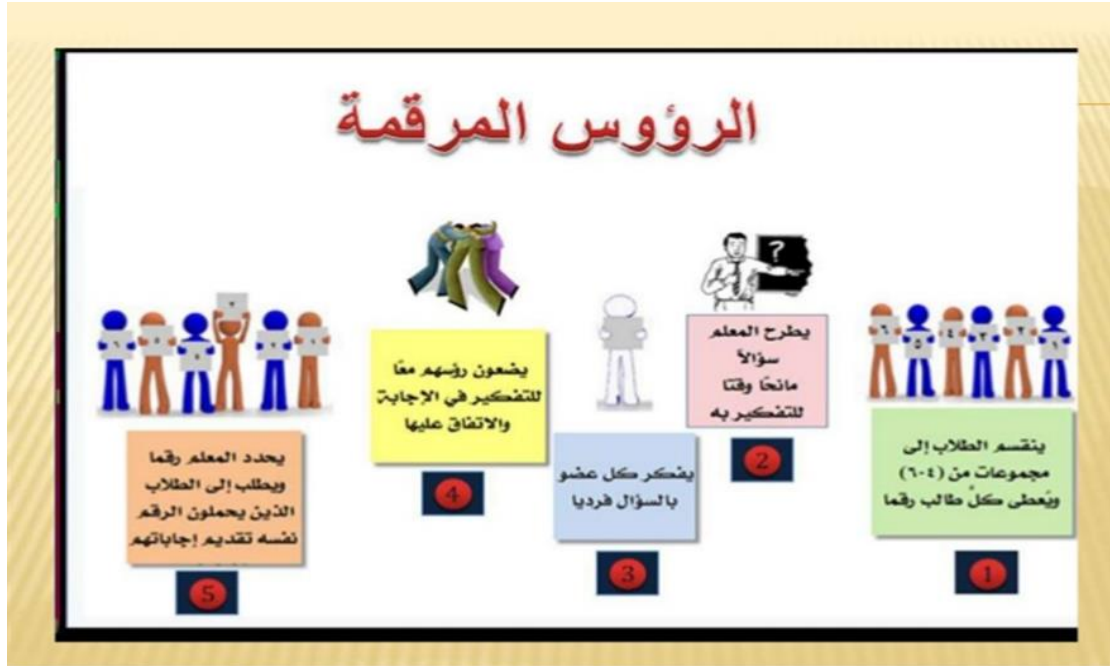 الرؤوس المرقمة
ينقسم الطلاب إلى
مجموعات من (٤-٦)
ويُعطى كلُّ طالب رقما
1
يطرح المعلم
سؤالاً
مانحًا وقتا
للتفكير به
2
يفكر كل عضو
بالسؤال فرديا
3
يضعون رؤسهم معًا
للتفكير في الإجابة
والاتفاق عليها
4
يحدد المعلم رقما
ويطلب إلى الطلاب
الذين يحملون الرقم
نفسه تقديم إجاباتهم
5
?